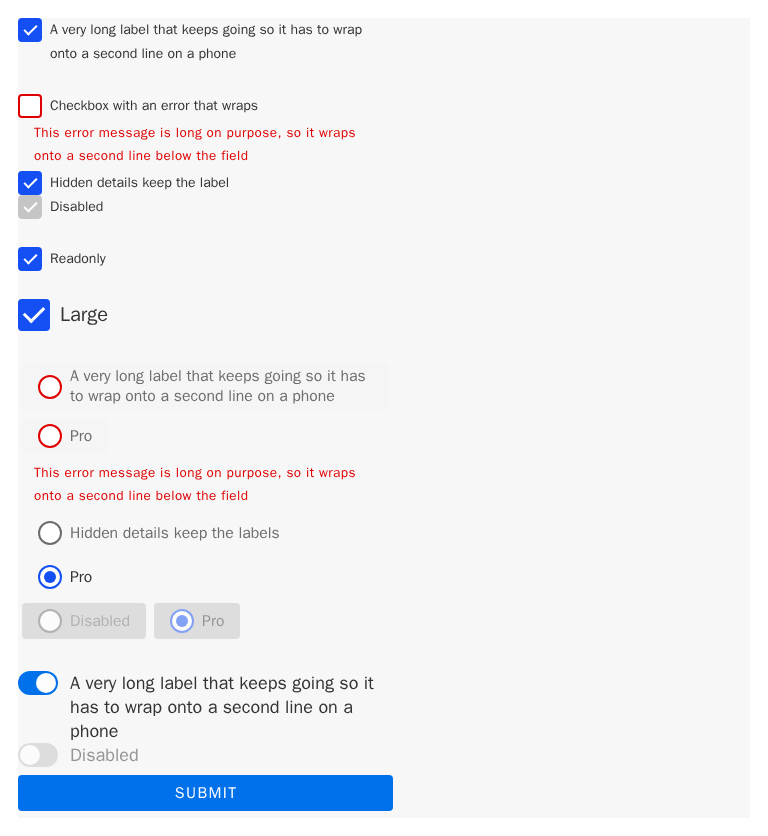 A very long label that keeps going so it has to wrap
onto a second line on a phone
Checkbox with an error that wraps
This error message is long on purpose, so it wraps
onto a second line below the field
Hidden details keep the label
Disabled
Readonly
Large
A very long label that keeps going so it has
to wrap onto a second line on a phone
Pro
This error message is long on purpose, so it wraps
onto a second line below the field
Hidden details keep the labels
Pro
Disabled Pro
A very long label that keeps going so it
has to wrap onto a second line on a
phone
Disabled
SUBMIT